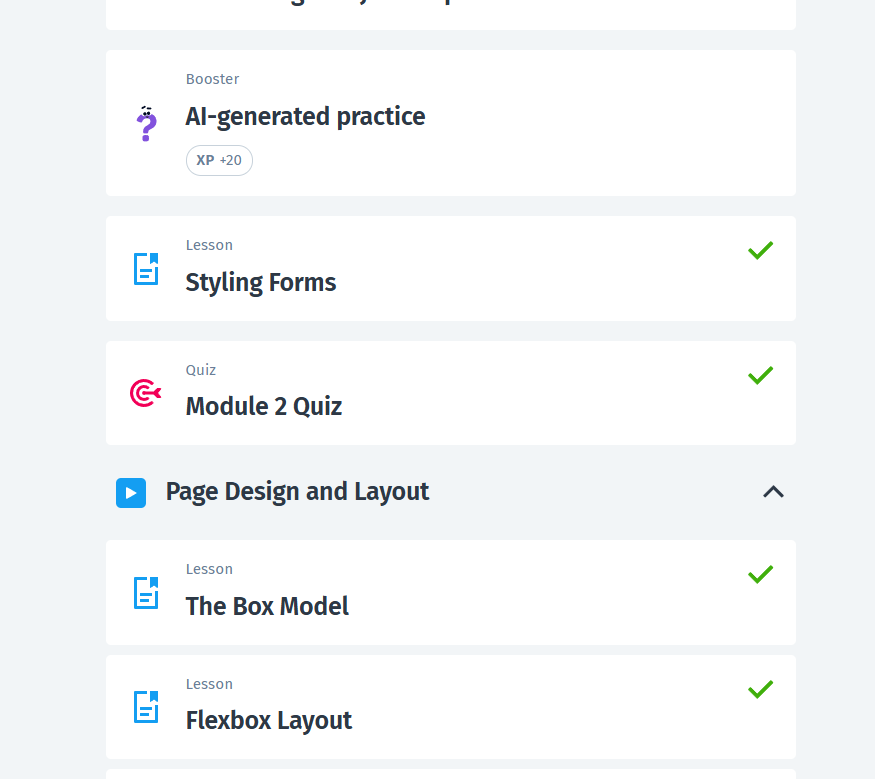 Booster
AI-generated practice
XP +20
Lesson
Styling Forms
Quiz
Module 2 Quiz
Page Design and Layout
Lesson
The Box Model
Lesson
Flexbox Layout